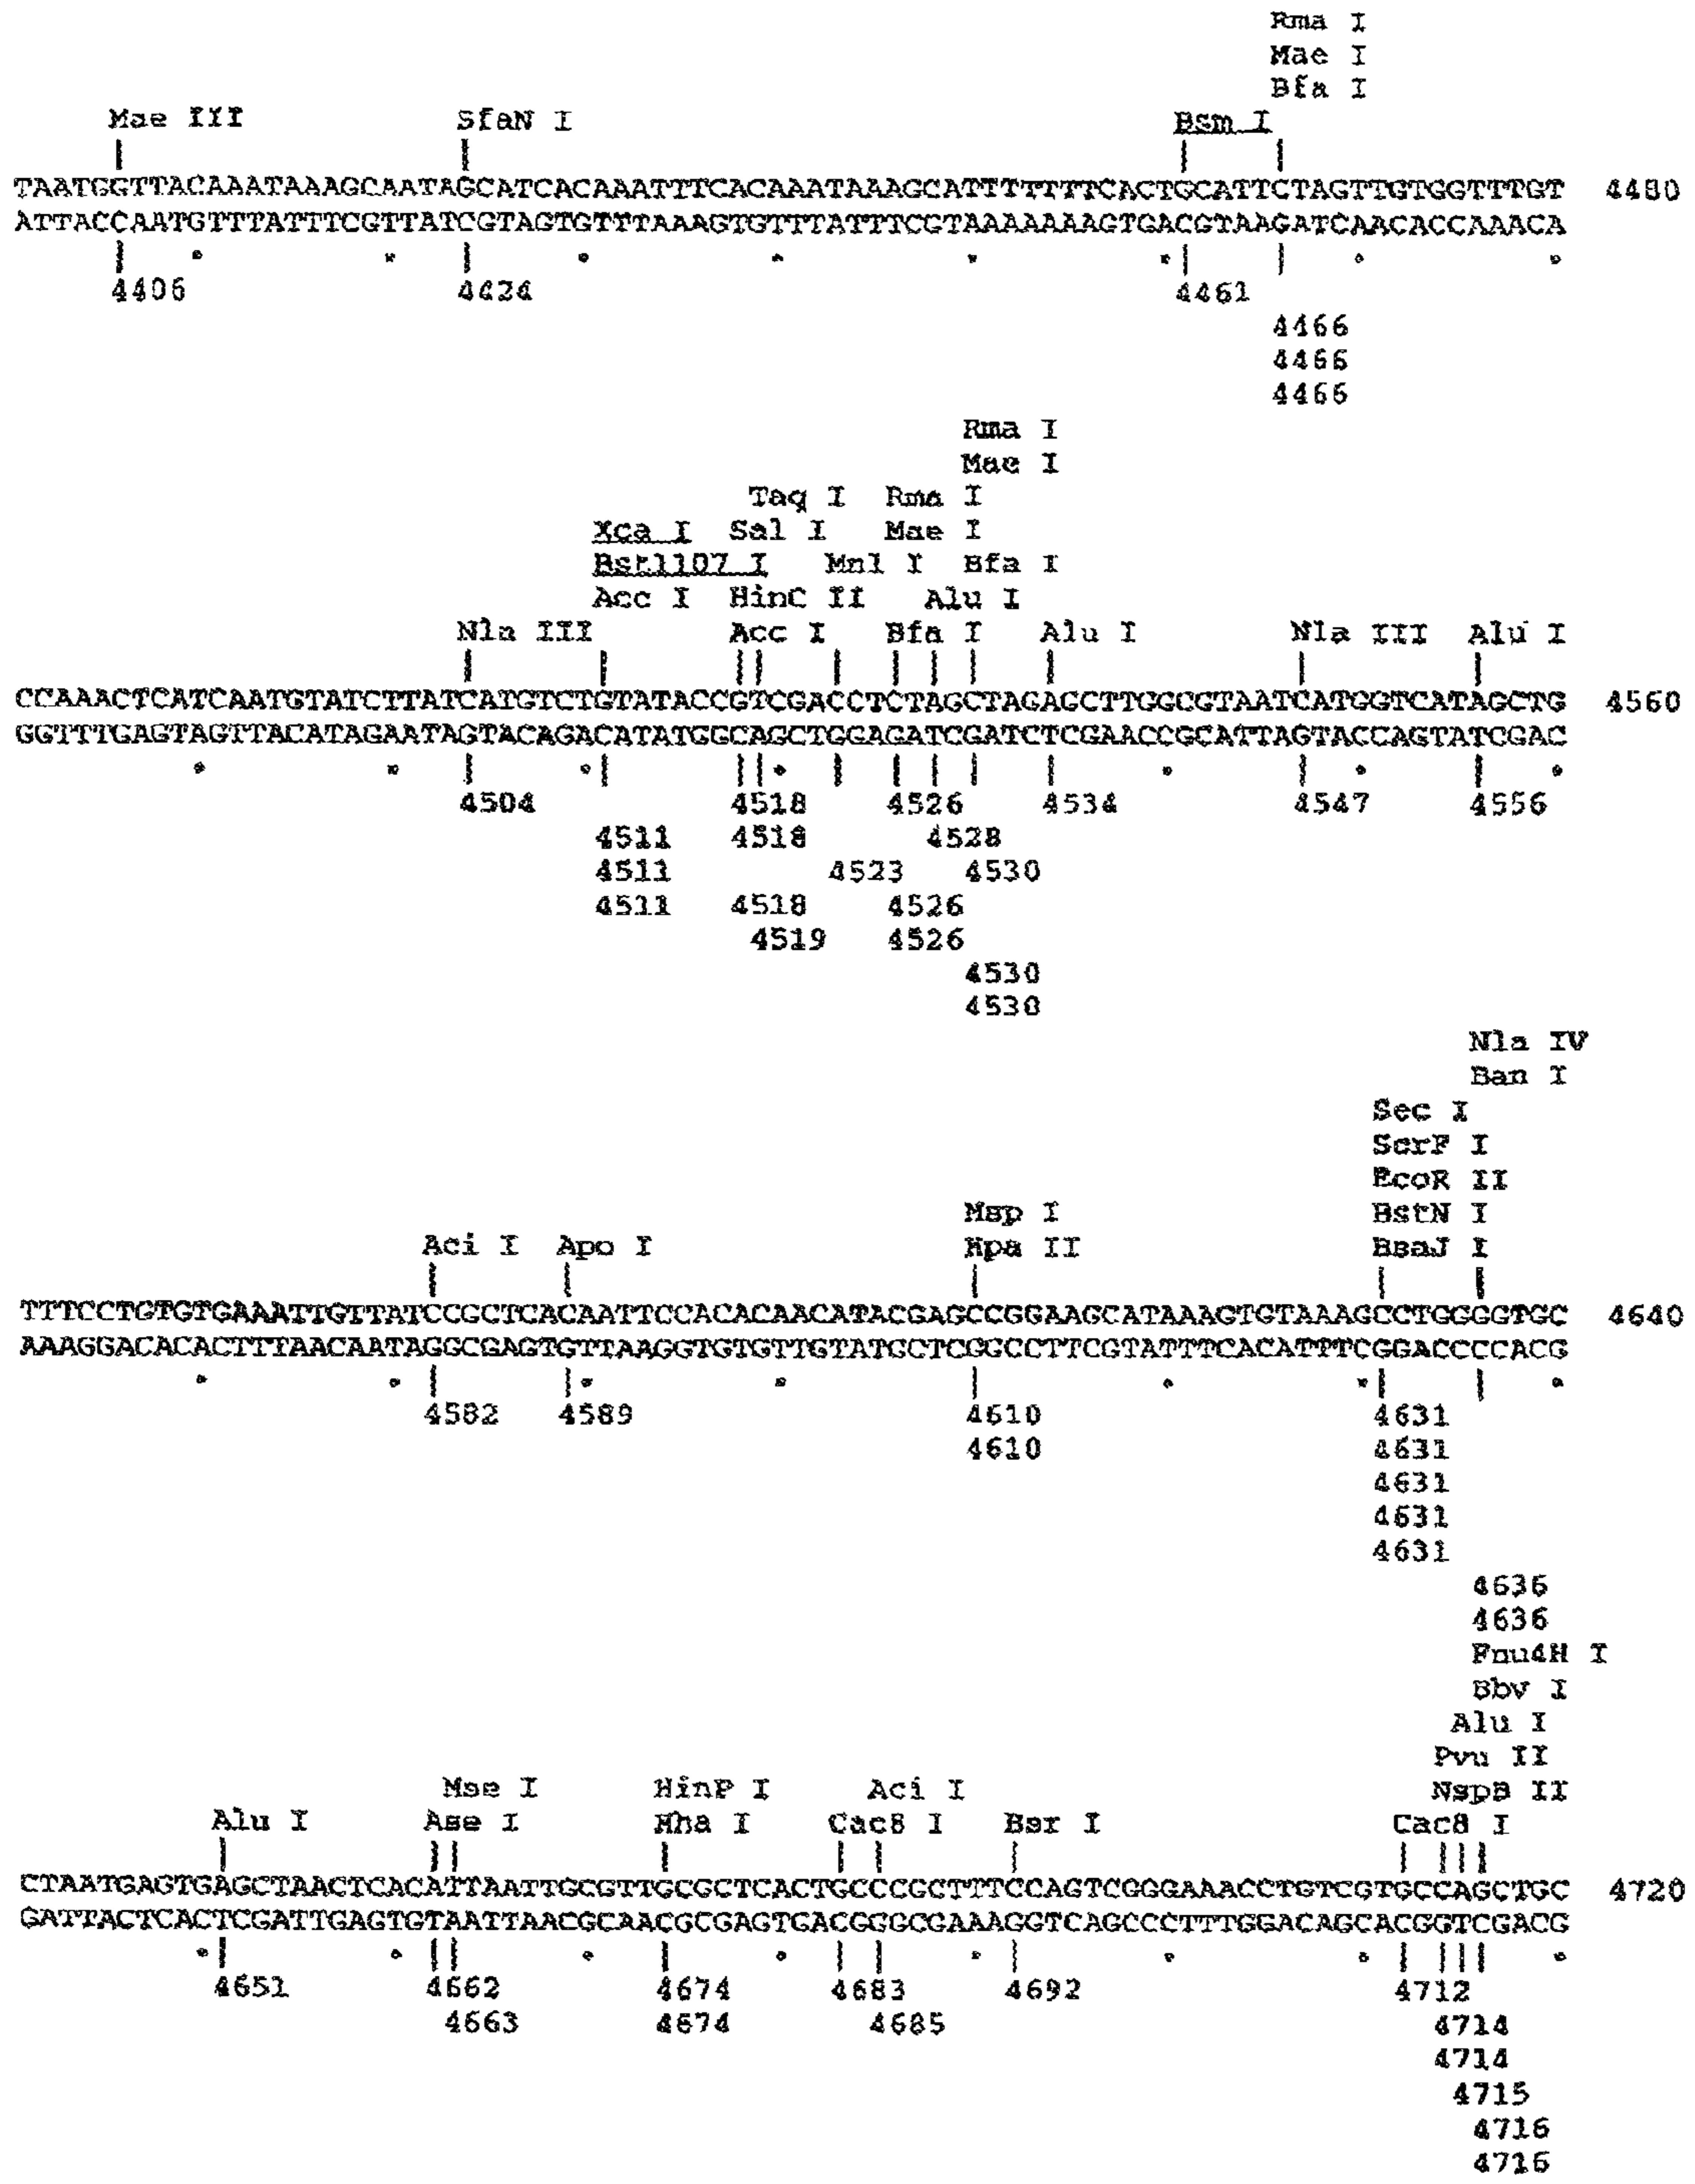 Rma I
Mae I
Bfa I
Mae III SfaN I Bsm I
TAATGGTTACAAATAAAGCAATAGCATCACAAATTTCACAAATAAAGCATTTTTTTCACTGCATTCTAGTTGTGGTTTGT 4480
ATTACCAATGTTTATTTCGTTATCGTAGTGTTTAAAGTGTTTATTTCGTAAAAAAAGTGACGTAAGATCAACACCAAACA
4406 4424 4461
4466
4466
4466
Rma I
Mae I
Taq I Rma I
Xca I Sal I Mae I
Bst1107 I Mnl I Bfa I
Acc I HinC II Alu I
Nla III Acc I Bfa I Alu I Nla III Alu I
CCAAACTCATCAATGTATCTTATCATGTCTGTATACCGTCGACCTCTAGCTAGAGCTTGGCGTAATCATGGTCATAGCTG 4560
GGTTTGAGTAGTTACATAGAATAGTACAGACATATGGCAGCTGGAGATCGATCTCGAACCGCATTAGTACCAGTATCGAC
4504 4518 4526 4534 4547 4556
4511 4518 4528
4511 4523 4530
4511 4518 4526
4519 4526
4530
4530
Nla IV
Ban I
Sec I
ScrF I
EcoR II
Msp I BstN I
Aci I Apo I Hpa II BsaJ I
TTTCCTGTGTGAAATTGTTATCCGCTCACAATTCCACACAACATACGAGCCGGAAGCATAAAGTGTAAAGCCTGGGGTGC 4640
AAAGGACACACTTTAACAATAGGCGAGTGTTAAGGTGTGTTGTATGCTCGGCCTTCGTATTTCACATTTCGGACCCCACG
4582 4589 4610 4631
4610 4631
4631
4631
4631
4636
4636
Fnu4H I
Bbv I
Alu I
Pvu II
Mse I HinP I Aci I NspB II
Alu I Ase I Hha I Cac8 I Bsr I Cac8 I
CTAATGAGTGAGCTAACTCACATTAATTGCGTTGCGCTCACTGCCCGCTTTCCAGTCGGGAAACCTGTCGTGCCAGCTGC 4720
GATTACTCACTCGATTGAGTGTAATTAACGCAACGCGAGTGACGGGCGAAAGGTCAGCCCTTTGGACAGCACGGTCGACG
4651 4662 4674 4683 4692 4712
4663 4674 4685 4714
4714
4715
4716
4716